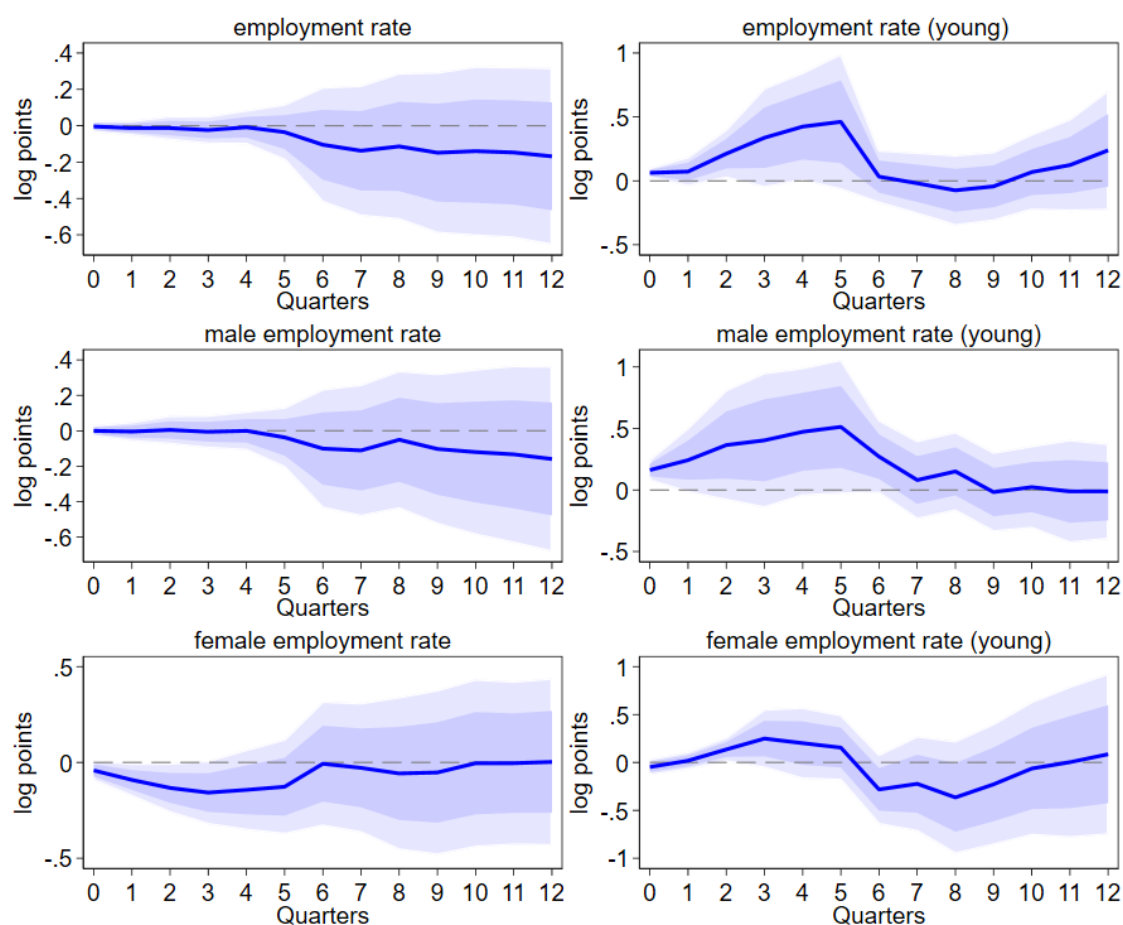 employment rate
log points
.4
.2
0
-.2
-.4
-.6
0 1 2 3 4 5 6 7 8 9 10 11 12
Quarters
employment rate (young)
log points
1
.5
0
-.5
0 1 2 3 4 5 6 7 8 9 10 11 12
Quarters
male employment rate
log points
.4
.2
0
-.2
-.4
-.6
0 1 2 3 4 5 6 7 8 9 10 11 12
Quarters
male employment rate (young)
log points
1
.5
0
-.5
0 1 2 3 4 5 6 7 8 9 10 11 12
Quarters
female employment rate
log points
.5
0
-.5
0 1 2 3 4 5 6 7 8 9 10 11 12
Quarters
female employment rate (young)
log points
1
.5
0
-.5
-1
0 1 2 3 4 5 6 7 8 9 10 11 12
Quarters